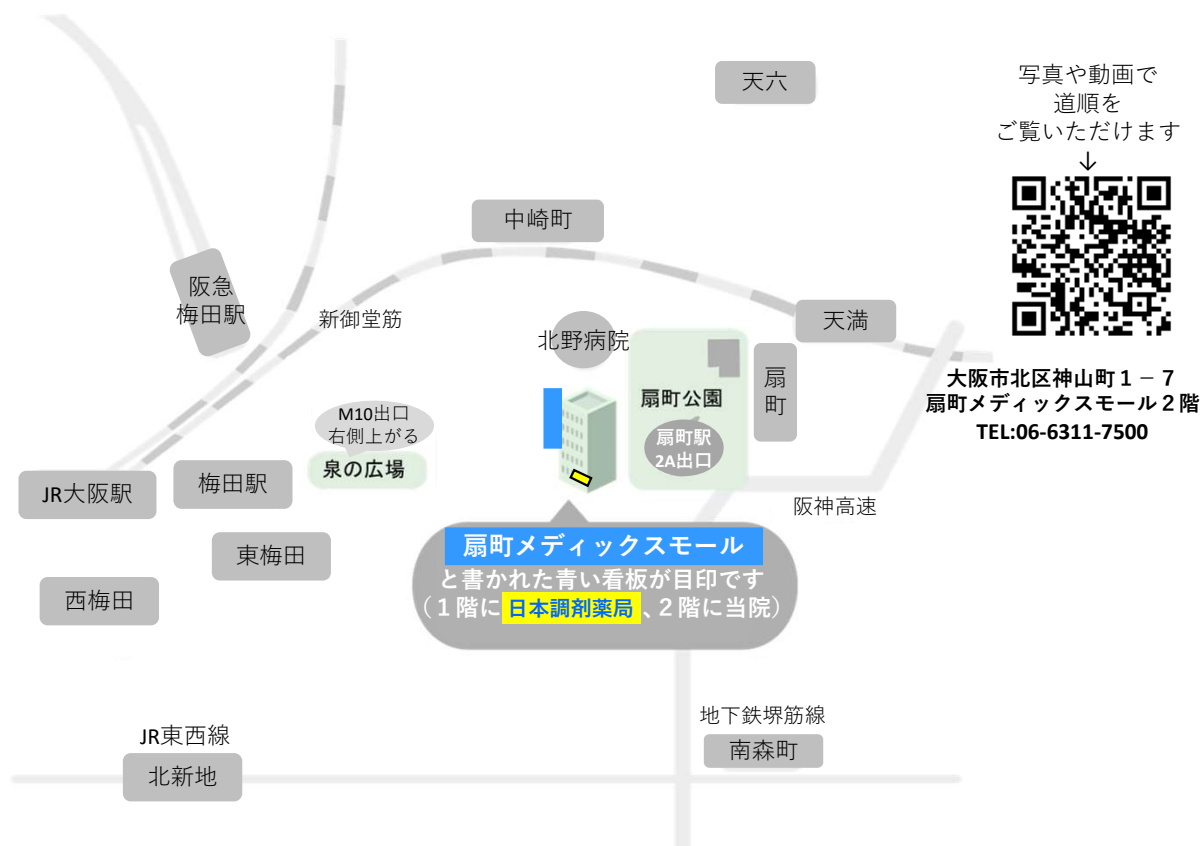 天六
写真や動画で
道順を
ご覧いただけます
↓
中崎町
阪急
梅田駅
新御堂筋
天満
北野病院
扇町
大阪市北区神山町1－7
扇町メディックスモール2階
TEL:06-6311-7500
扇町公園
扇町駅
2A出口
M10出口
右側上がる
泉の広場
JR大阪駅
梅田駅
阪神高速
東梅田
西梅田
扇町メディックスモール
と書かれた青い看板が目印です
（1階に日本調剤薬局、2階に当院）
地下鉄堺筋線
南森町
JR東西線
北新地